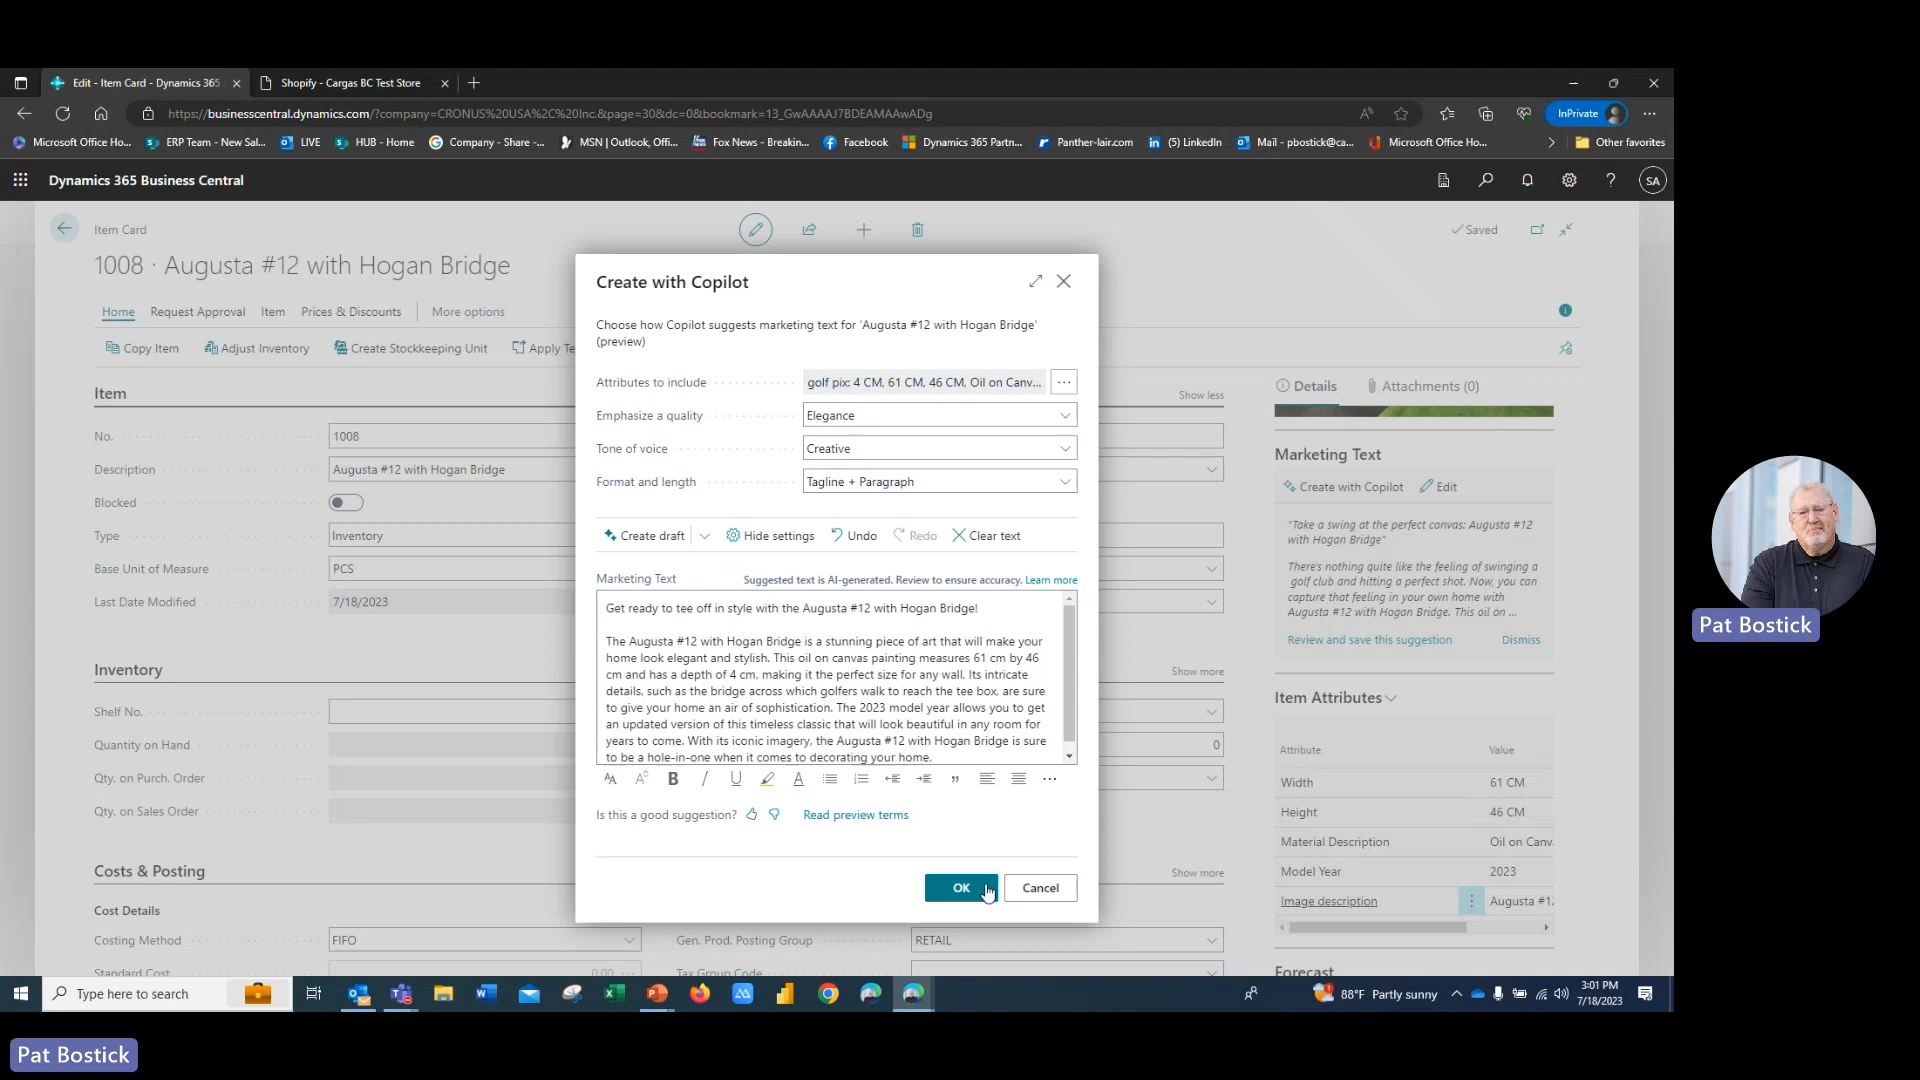 Edit - Item Card - Dynamics 365
Shopify - Cargas BC Test Store
https://businesscentral.dynamics.com/?company=CRONUS%20USA%2C%20Inc.&page=30&dc=0&bookmark=13_GwAAAAJ7BDEAMAAwADg
InPrivate
Microsoft Office Ho...
ERP Team - New Sal...
LIVE
HUB - Home
Company - Share -...
MSN | Outlook, Offi...
Fox News - Breakin...
Facebook
Dynamics 365 Partn...
Panther-lair.com
(5) LinkedIn
Mail - pbostick@ca...
Microsoft Office Ho...
Other favorites
Dynamics 365 Business Central
SA
Item Card
Saved
1008 · Augusta #12 with Hogan Bridge
Home
Request Approval
Item
Prices & Discounts
More options
Copy Item
Adjust Inventory
Create Stockkeeping Unit
Apply Te
Item
Show less
No.
1008
Description
Augusta #12 with Hogan Bridge
Blocked
Type
Inventory
Base Unit of Measure
PCS
Last Date Modified
7/18/2023
Inventory
Show more
Shelf No.
Quantity on Hand
0
Qty. on Purch. Order
Qty. on Sales Order
Costs & Posting
Show more
Cost Details
Costing Method
FIFO
Gen. Prod. Posting Group
RETAIL
Standard Cost
0.00
Tax Group Code
Create with Copilot
Choose how Copilot suggests marketing text for 'Augusta #12 with Hogan Bridge'
(preview)
Attributes to include
golf pix: 4 CM, 61 CM, 46 CM, Oil on Canv...
Emphasize a quality
Elegance
Tone of voice
Creative
Format and length
Tagline + Paragraph
Create draft
Hide settings
Undo
Redo
Clear text
Marketing Text
Suggested text is AI-generated. Review to ensure accuracy. Learn more
Get ready to tee off in style with the Augusta #12 with Hogan Bridge!
The Augusta #12 with Hogan Bridge is a stunning piece of art that will make your
home look elegant and stylish. This oil on canvas painting measures 61 cm by 46
cm and has a depth of 4 cm, making it the perfect size for any wall. Its intricate
details, such as the bridge across which golfers walk to reach the tee box, are sure
to give your home an air of sophistication. The 2023 model year allows you to get
an updated version of this timeless classic that will look beautiful in any room for
years to come. With its iconic imagery, the Augusta #12 with Hogan Bridge is sure
to be a hole-in-one when it comes to decorating your home.
Is this a good suggestion?
Read preview terms
OK
Cancel
Details
Attachments (0)
Marketing Text
Create with Copilot
Edit
"Take a swing at the perfect canvas: Augusta #12
with Hogan Bridge"
There's nothing quite like the feeling of swinging a
golf club and hitting a perfect shot. Now, you can
capture that feeling in your own home with
Augusta #12 with Hogan Bridge. This oil on ...
Review and save this suggestion
Dismiss
Item Attributes
Attribute
Value
Width
61 CM
Height
46 CM
Material Description
Oil on Canv
Model Year
2023
Image description
Augusta #12
Forecast
Type here to search
88°F Partly sunny
3:01 PM
7/18/2023
Pat Bostick
Pat Bostick